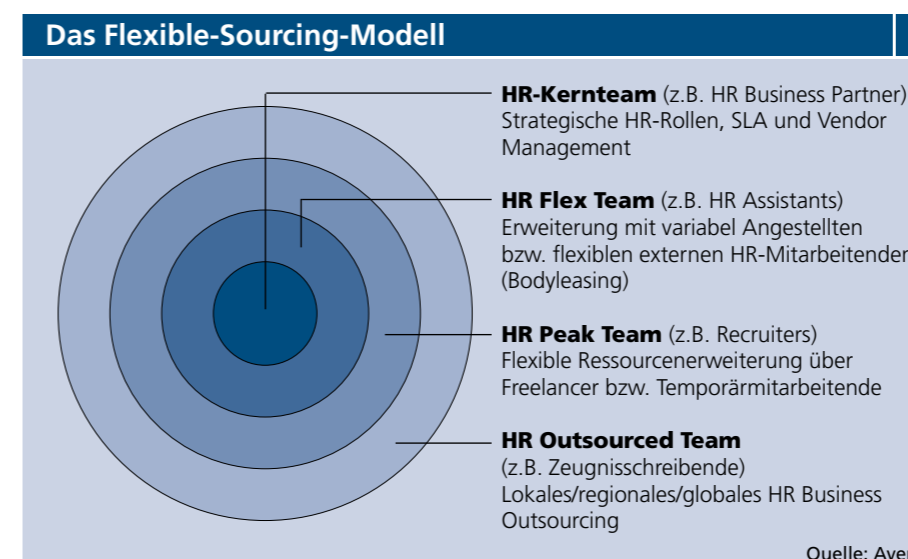 Das Flexible-Sourcing-Modell
HR-Kernteam (z.B. HR Business Partner)
Strategische HR-Rollen, SLA und Vendor
Management
HR Flex Team (z.B. HR Assistants)
Erweiterung mit variabel Angestellten
bzw. flexiblen externen HR-Mitarbeitenden
(Bodyleasing)
HR Peak Team (z.B. Recruiters)
Flexible Ressourcenerweiterung über
Freelancer bzw. Temporärmitarbeitende
HR Outsourced Team
(z.B. Zeugnisschreibende)
Lokales/regionales/globales HR Business
Outsourcing
Quelle: